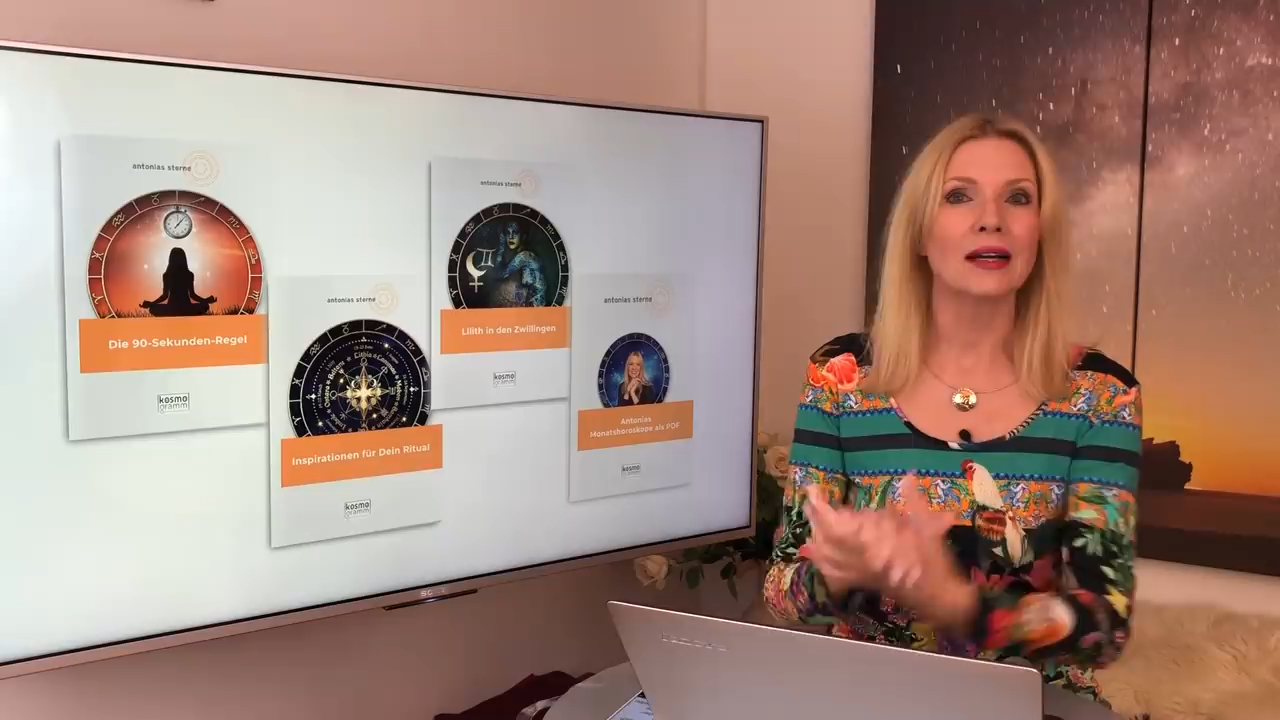 antonias sterne
Die 90-Sekunden-Regel
kosmo
gramm
antonias sterne
Inspirationen für Dein Ritual
kosmo
gramm
antonias sterne
Lilith in den Zwillingen
kosmo
gramm
antonias sterne
Antonias
Monatshoroskope als PDF
kosmo
gramm